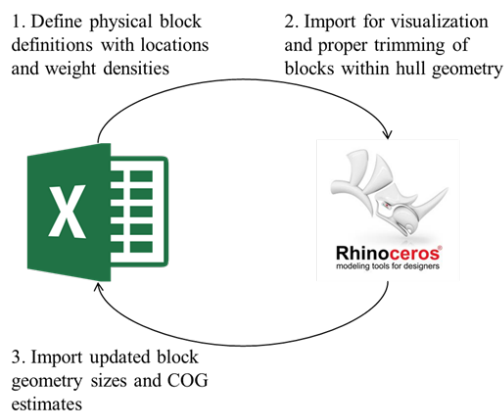 1. Define physical block
definitions with locations
and weight densities
2. Import for visualization
and proper trimming of
blocks within hull geometry
X
Rhinoceros®
modeling tools for designers
3. Import updated block
geometry sizes and COG
estimates